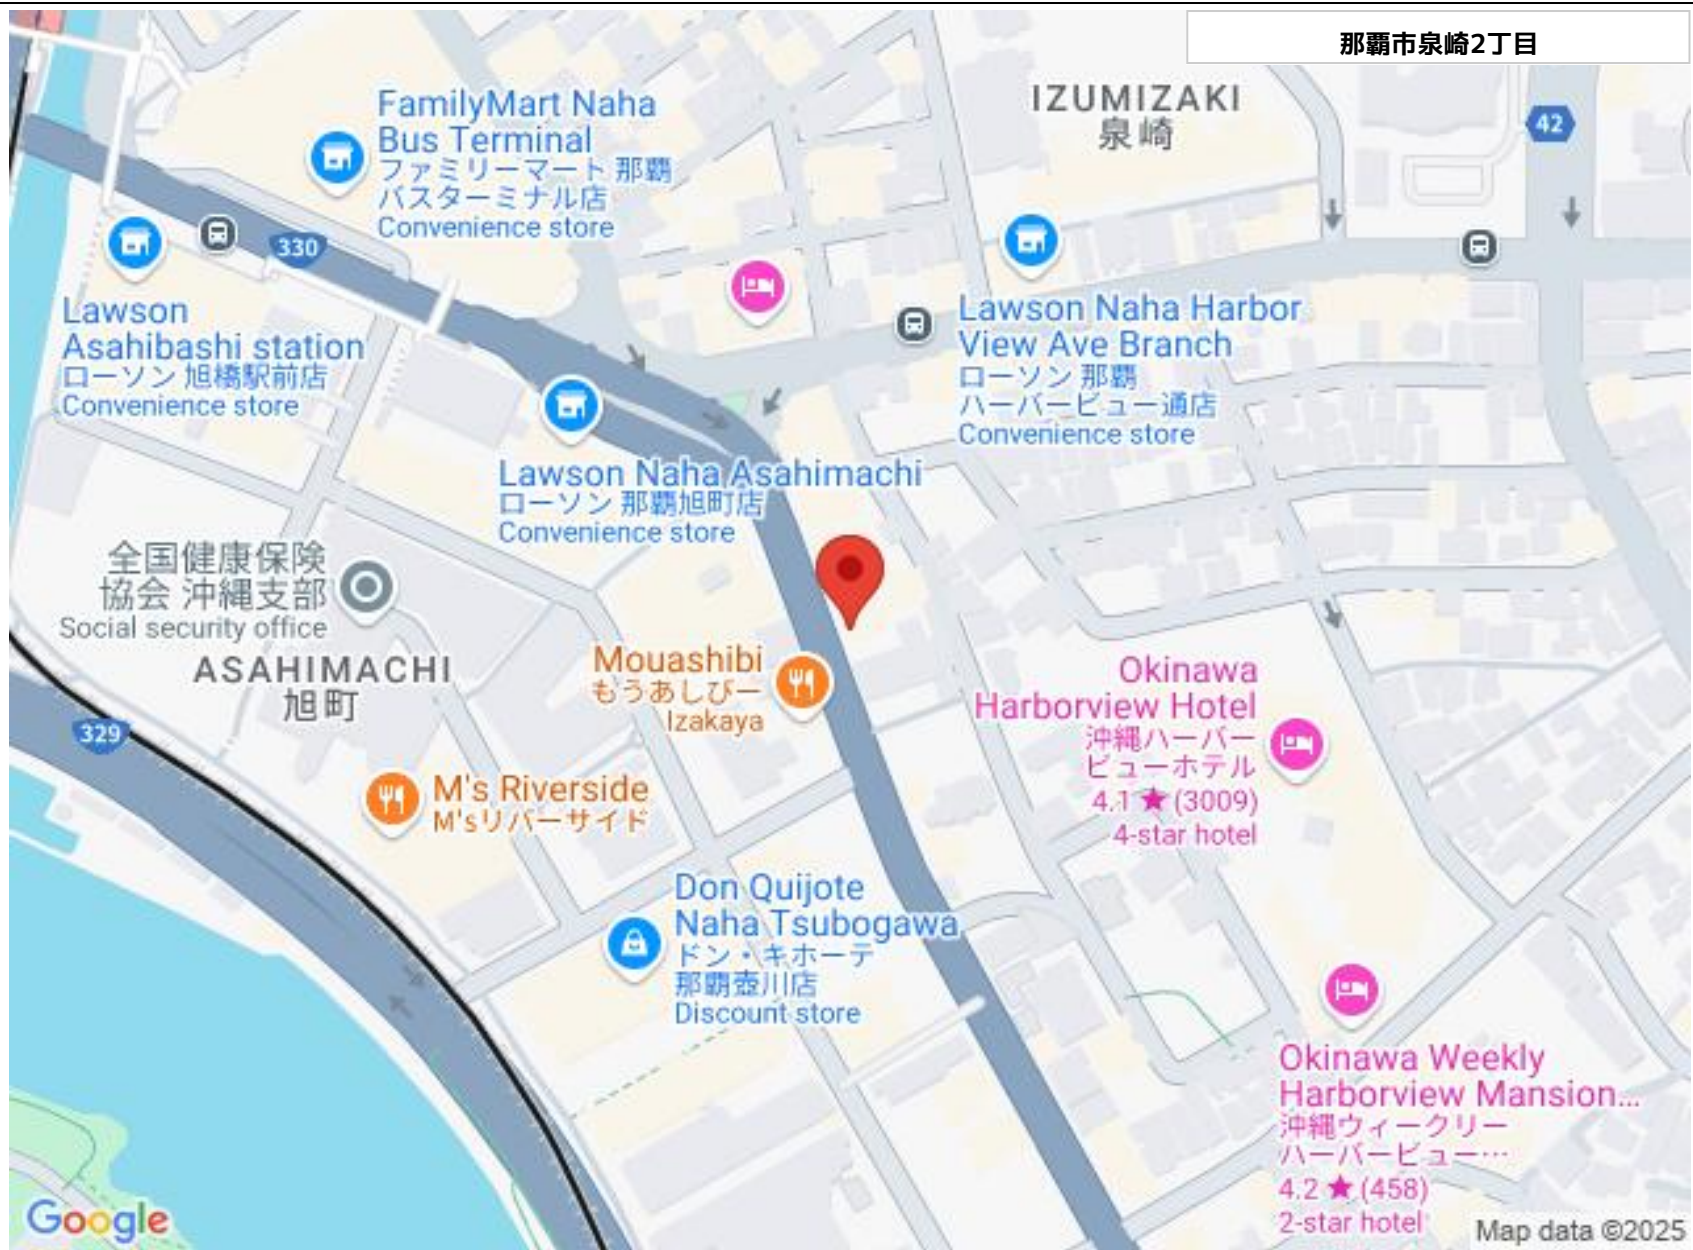 那覇市泉崎2丁目
FamilyMart Naha
Bus Terminal
ファミリーマート 那覇
バスターミナル店
Convenience store
IZUMIZAKI
泉崎
42
330
Lawson
Asahibashi station
ローソン 旭橋駅前店
Convenience store
Lawson Naha Harbor
View Ave Branch
ローソン 那覇
ハーバービュー通店
Convenience store
Lawson Naha Asahimachi
ローソン 那覇旭町店
Convenience store
全国健康保険
協会 沖縄支部
Social security office
ASAHIMACHI
旭町
Mouashibi
もうあしびー
Izakaya
Okinawa
Harborview Hotel
沖縄ハーバー
ビューホテル
4.1 ★ (3009)
4-star hotel
329
M's Riverside
M'sリバーサイド
Don Quijote
Naha Tsubogawa
ドン・キホーテ
那覇壺川店
Discount store
Okinawa Weekly
Harborview Mansion...
沖縄ウィークリー
ハーバービュー…
4.2 ★ (458)
2-star hotel
Google
Map data ©2025